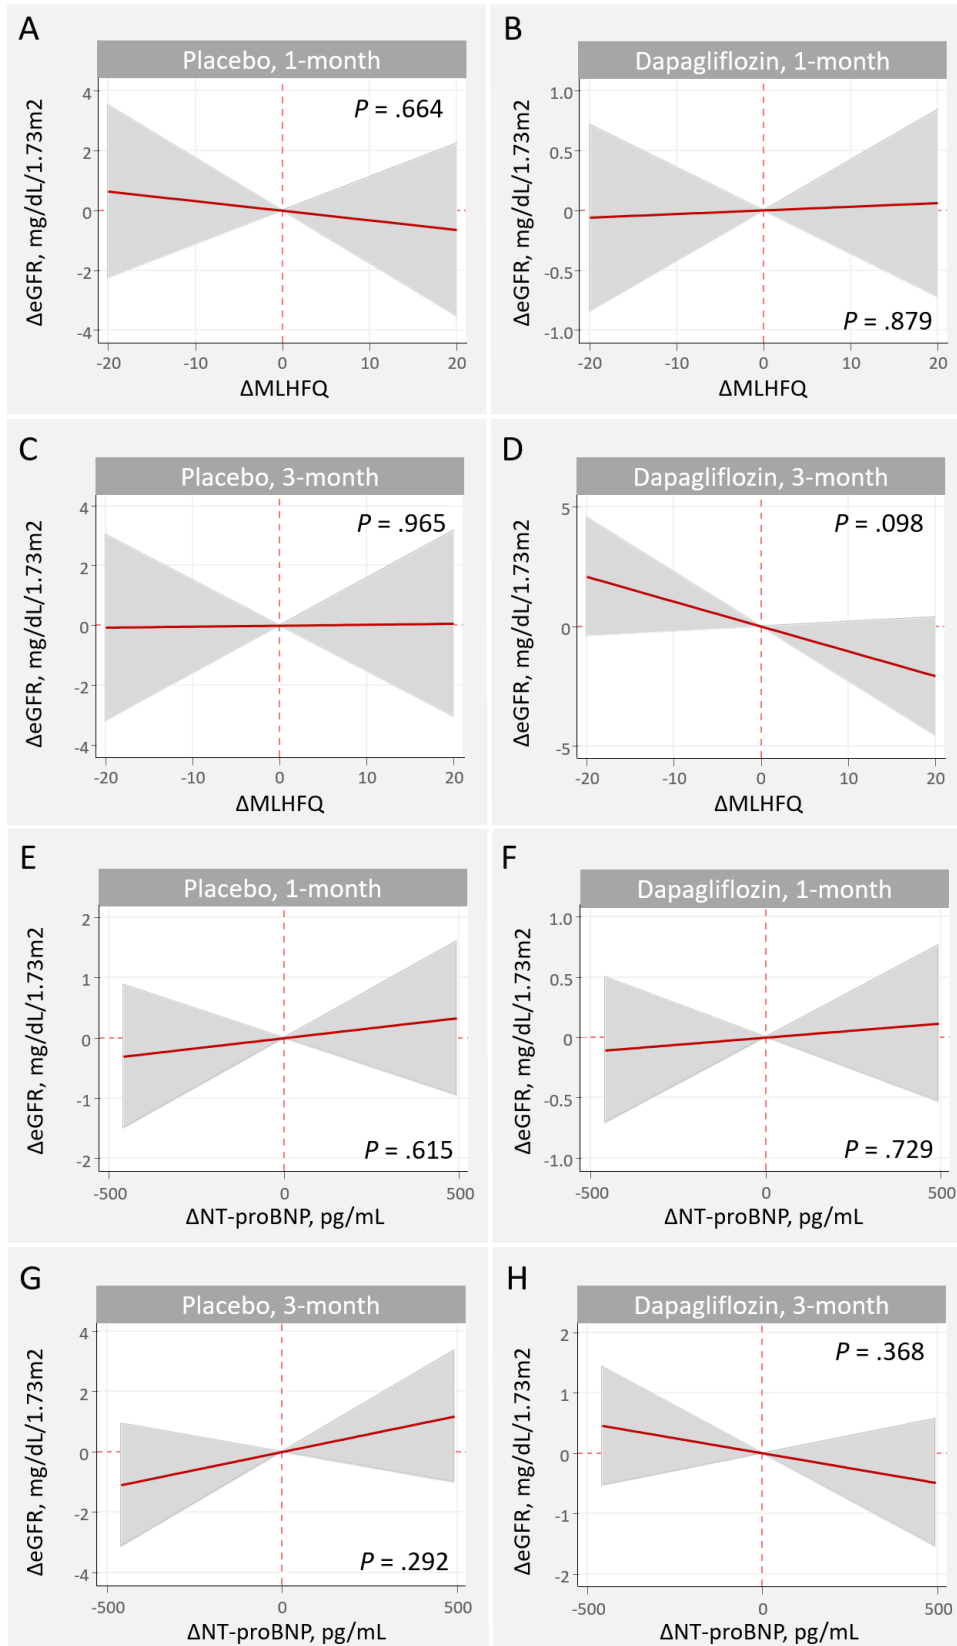 A
Placebo, 1-month
P = .664
ΔeGFR, mg/dL/1.73m2
4
2
0
-2
-4
-20
-10
0
10
20
ΔMLHFQ
B
Dapagliflozin, 1-month
ΔeGFR, mg/dL/1.73m2
1.0
0.5
0
-0.5
-1.0
P = .879
-20
-10
0
10
20
ΔMLHFQ
C
Placebo, 3-month
P = .965
ΔeGFR, mg/dL/1.73m2
4
2
0
-2
-4
-20
-10
0
10
20
ΔMLHFQ
D
Dapagliflozin, 3-month
P = .098
ΔeGFR, mg/dL/1.73m2
5
0
-5
-20
-10
0
10
20
ΔMLHFQ
E
Placebo, 1-month
ΔeGFR, mg/dL/1.73m2
2
1
0
-1
-2
P = .615
-500
0
500
ΔNT-proBNP, pg/mL
F
Dapagliflozin, 1-month
ΔeGFR, mg/dL/1.73m2
1.0
0.5
0
-0.5
-1.0
P = .729
-500
0
500
ΔNT-proBNP, pg/mL
G
Placebo, 3-month
ΔeGFR, mg/dL/1.73m2
4
2
0
-2
-4
P = .292
-500
0
500
ΔNT-proBNP, pg/mL
H
Dapagliflozin, 3-month
P = .368
ΔeGFR, mg/dL/1.73m2
2
1
0
-1
-2
-500
0
500
ΔNT-proBNP, pg/mL